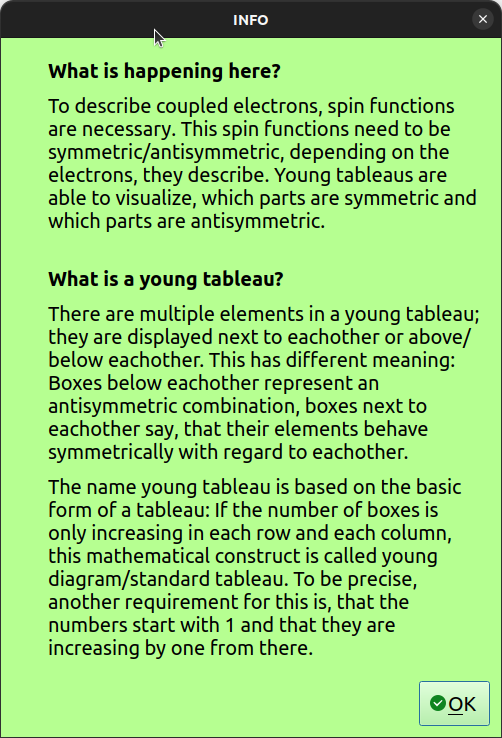 INFO
What is happening here?
To describe coupled electrons, spin functions
are necessary. This spin functions need to be
symmetric/antisymmetric, depending on the
electrons, they describe. Young tableaus are
able to visualize, which parts are symmetric and
which parts are antisymmetric.
What is a young tableau?
There are multiple elements in a young tableau;
they are displayed next to eachother or above/
below eachother. This has different meaning:
Boxes below eachother represent an
antisymmetric combination, boxes next to
eachother say, that their elements behave
symmetrically with regard to eachother.
The name young tableau is based on the basic
form of a tableau: If the number of boxes is
only increasing in each row and each column,
this mathematical construct is called young
diagram/standard tableau. To be precise,
another requirement for this is, that the
numbers start with 1 and that they are
increasing by one from there.
OK